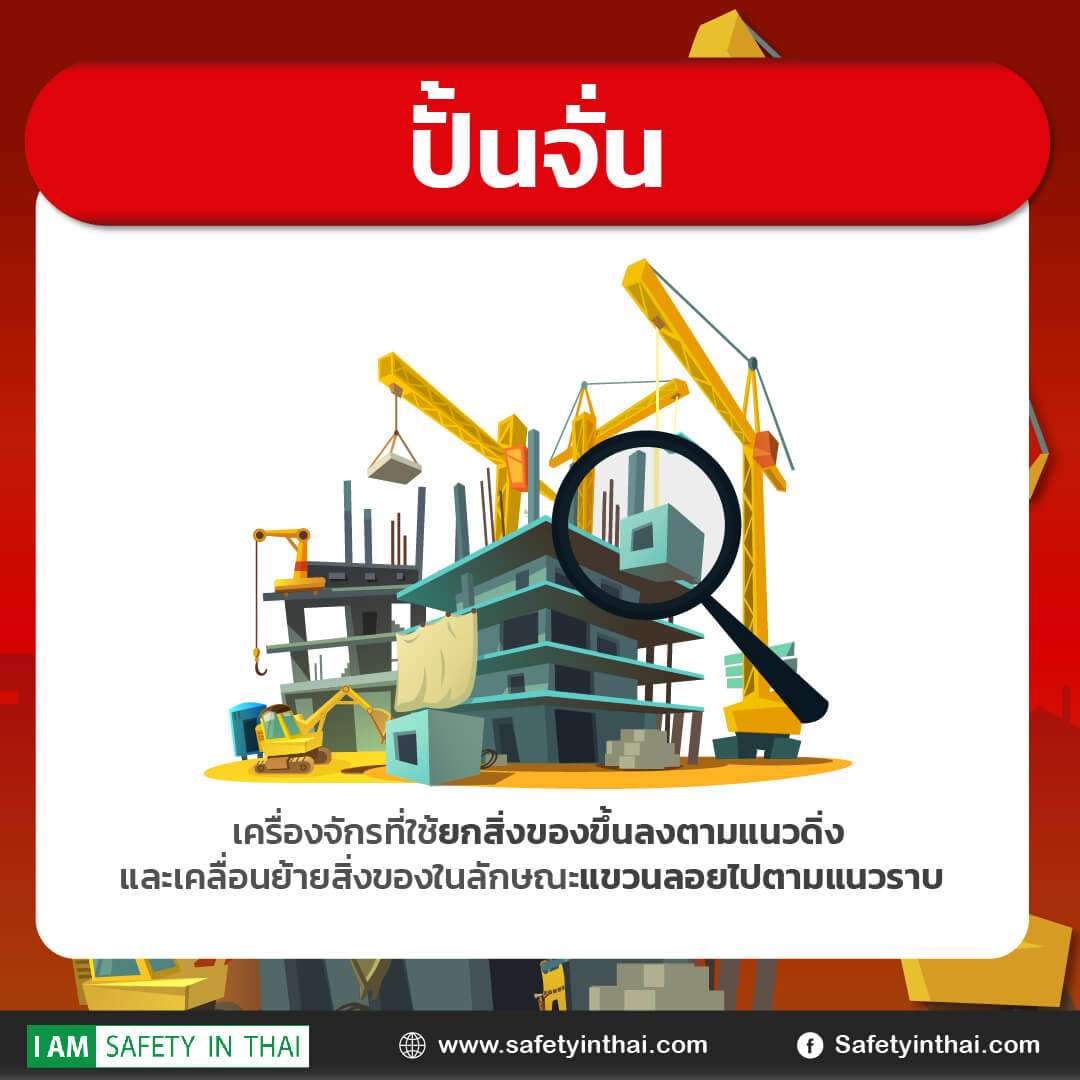 ปั้นจั่น
เครื่องจักรที่ใช้ยกสิ่งของขึ้นลงตามแนวดิ่ง
และเคลื่อนย้ายสิ่งของในลักษณะแขวนลอยไปตามแนวราบ
I AM SAFETY IN THAI
www.safetyinthai.com
Safetyinthai.com